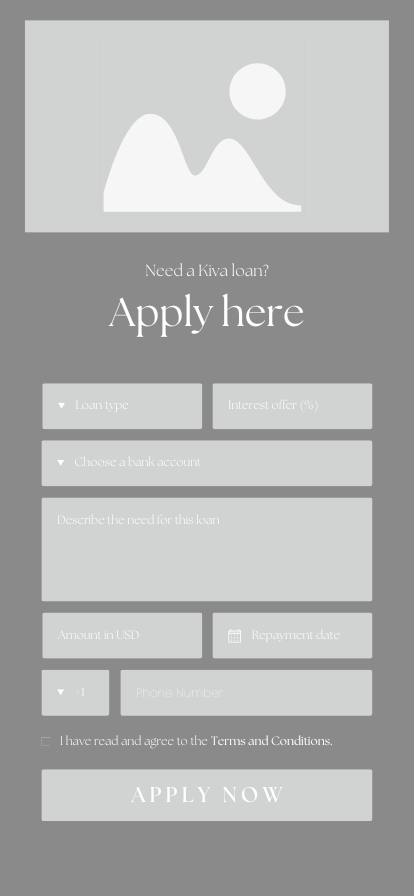 Need a Kiva loan?
Apply here
Loan type
Interest offer (%)
Choose a bank account
Describe the need for this loan
Amount in USD
Repayment date
+1
Phone Number
I have read and agree to the Terms and Conditions.
APPLY NOW